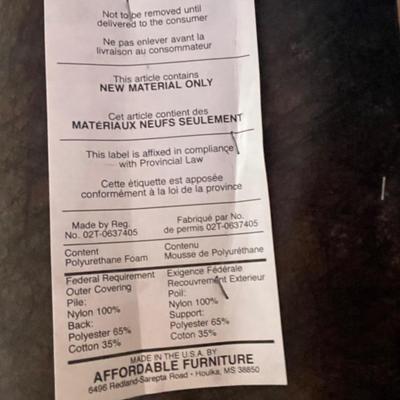 Not to be removed until
delivered to the consumer
Ne pas enlever avant la
livraison au consommateur
This article contains
NEW MATERIAL ONLY
Cet article contient des
MATÉRIAUX NEUFS SEULEMENT
This label is affixed in compliance
with Provincial Law
Cette étiquette est apposée
conformément à la loi de la province
Made by Reg.
No. 02T-0637405
Fabriqué par No.
de permis 02T-0637405
Content
Polyurethane Foam
Contenu
Mousse de Polyuréthane
Federal Requirement
Outer Covering
Pile:
Nylon 100%
Back:
Polyester 65%
Cotton 35%
Exigence Fédérale
Recouvrement Exterieur
Poil:
Nylon 100%
Support:
Polyester 65%
Coton 35%
MADE IN THE U.S.A. BY
AFFORDABLE FURNITURE
6496 Redland-Sarepta Road • Houlka, MS 38850